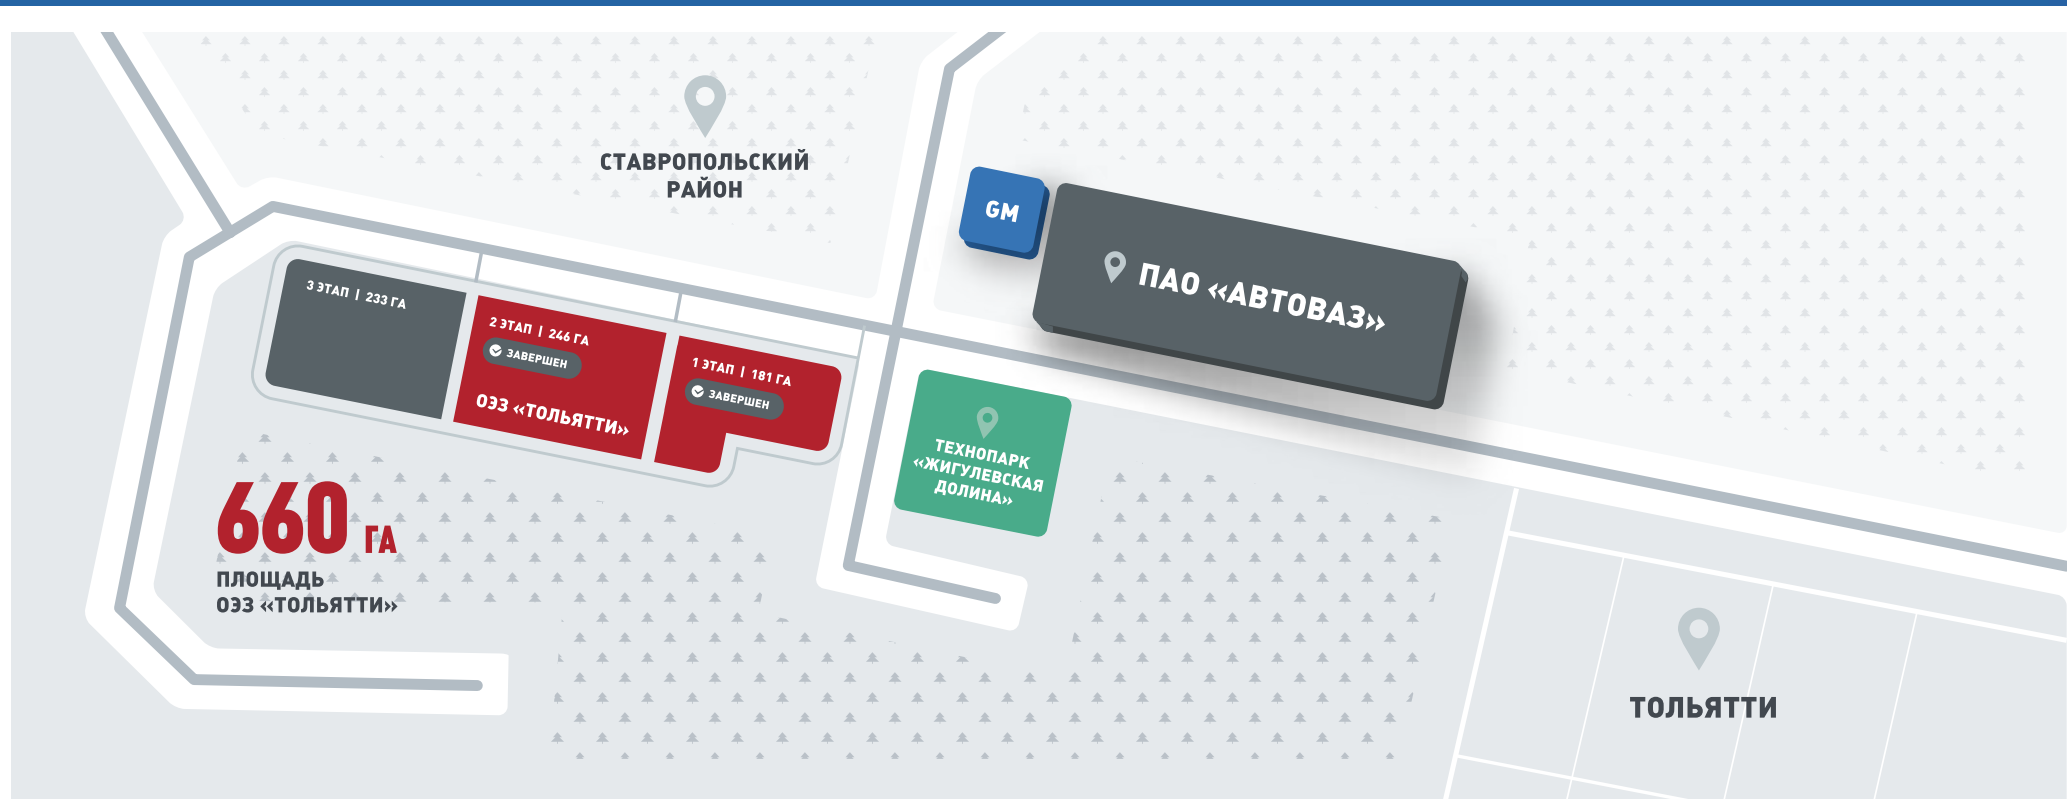 СТАВРОПОЛЬСКИЙ
РАЙОН
GM
ПАО «АВТОВАЗ»
3 ЭТАП | 233 ГА
2 ЭТАП | 246 ГА
ЗАВЕРШЕН
ОЭЗ «ТОЛЬЯТТИ»
1 ЭТАП | 181 ГА
ЗАВЕРШЕН
ТЕХНОПАРК
«ЖИГУЛЕВСКАЯ
ДОЛИНА»
660 ГА
ПЛОЩАДЬ
ОЭЗ «ТОЛЬЯТТИ»
ТОЛЬЯТТИ